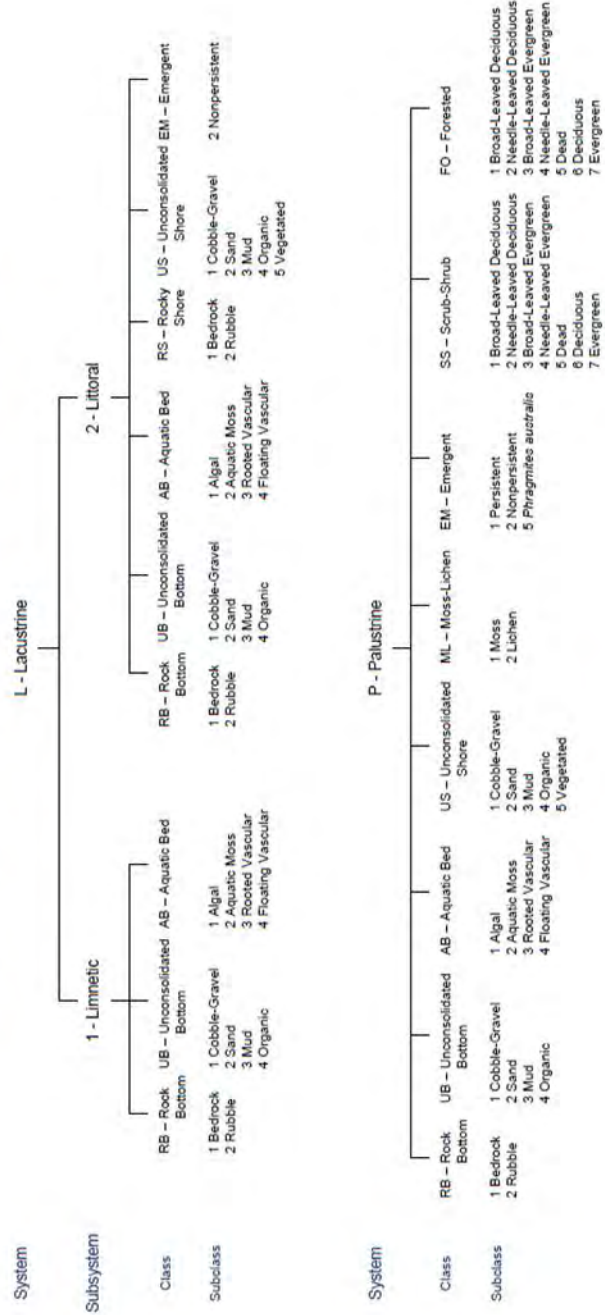 System
L - Lacustrine
Subsystem
1 - Limnetic
2 - Littoral
Class
RB – Rock Bottom
UB – Unconsolidated Bottom
AB – Aquatic Bed
RB – Rock Bottom
UB – Unconsolidated Bottom
AB – Aquatic Bed
RS – Rocky Shore
US – Unconsolidated Shore
EM – Emergent
Subclass
1 Bedrock
2 Rubble
1 Cobble-Gravel
2 Sand
3 Mud
4 Organic
1 Algal
2 Aquatic Moss
3 Rooted Vascular
4 Floating Vascular
1 Bedrock
2 Rubble
1 Cobble-Gravel
2 Sand
3 Mud
4 Organic
1 Algal
2 Aquatic Moss
3 Rooted Vascular
4 Floating Vascular
1 Bedrock
2 Rubble
1 Cobble-Gravel
2 Sand
3 Mud
4 Organic
5 Vegetated
2 Nonpersistent
System
P - Palustrine
Class
RB – Rock Bottom
UB – Unconsolidated Bottom
AB – Aquatic Bed
US – Unconsolidated Shore
ML – Moss-Lichen
EM – Emergent
SS – Scrub-Shrub
FO – Forested
Subclass
1 Bedrock
2 Rubble
1 Cobble-Gravel
2 Sand
3 Mud
4 Organic
1 Algal
2 Aquatic Moss
3 Rooted Vascular
4 Floating Vascular
1 Cobble-Gravel
2 Sand
3 Mud
4 Organic
5 Vegetated
1 Moss
2 Lichen
1 Persistent
2 Nonpersistent
5 Phragmites australis
1 Broad-Leaved Deciduous
2 Needle-Leaved Deciduous
3 Broad-Leaved Evergreen
4 Needle-Leaved Evergreen
5 Dead
6 Deciduous
7 Evergreen
1 Broad-Leaved Deciduous
2 Needle-Leaved Deciduous
3 Broad-Leaved Evergreen
4 Needle-Leaved Evergreen
5 Dead
6 Deciduous
7 Evergreen